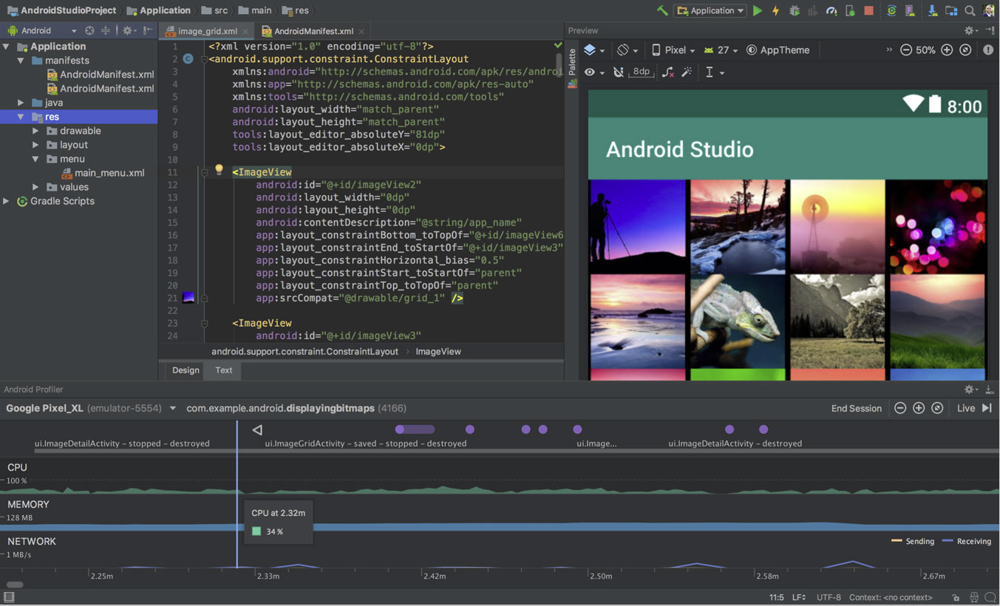 AndroidStudioProject Application src main res
Application
Android
image_grid.xml
AndroidManifest.xml
Preview
Application
manifests
AndroidManifest.xml
AndroidManifest.xml
java
res
drawable
layout
menu
main_menu.xml
values
Gradle Scripts
1 <?xml version="1.0" encoding="utf-8"?>
2 <android.support.constraint.ConstraintLayout
3 xmlns:android="http://schemas.android.com/apk/res/androi
4 xmlns:app="http://schemas.android.com/apk/res-auto"
5 xmlns:tools="http://schemas.android.com/tools"
6 android:layout_width="match_parent"
7 android:layout_height="match_parent"
8 tools:layout_editor_absoluteY="81dp"
9 tools:layout_editor_absoluteX="0dp">
10
11 <ImageView
12 android:id="@+id/imageView2"
13 android:layout_width="0dp"
14 android:layout_height="0dp"
15 android:contentDescription="@string/app_name"
16 app:layout_constraintBottom_toTopOf="@+id/imageView6
17 app:layout_constraintEnd_toStartOf="@+id/imageView3"
18 app:layout_constraintHorizontal_bias="0.5"
19 app:layout_constraintStart_toStartOf="parent"
20 app:layout_constraintTop_toTopOf="parent"
21 app:srcCompat="@drawable/grid_1" />
22
23 <ImageView
24 android:id="@+id/imageView3"
android.support.constraint.ConstraintLayout › ImageView
Design Text
Palette
Pixel 27 AppTheme » 50%
8dp
8:00
Android Studio
Android Profiler
Google Pixel_XL (emulator-5554) com.example.android.displayingbitmaps (4166) End Session Live
ui.ImageDetailActivity – stopped – destroyed
ui.ImageGridActivity – saved – stopped – destroyed
ui.Image...
ui.ImageDetailActivity – destroyed
CPU
100 %
MEMORY
128 MB
CPU at 2.32m
34 %
NETWORK
1 MB/s
Sending Receiving
2.25m 2.33m 2.42m 2.50m 2.58m 2.67m
11:5 LF÷ UTF-8 Context: <no context>